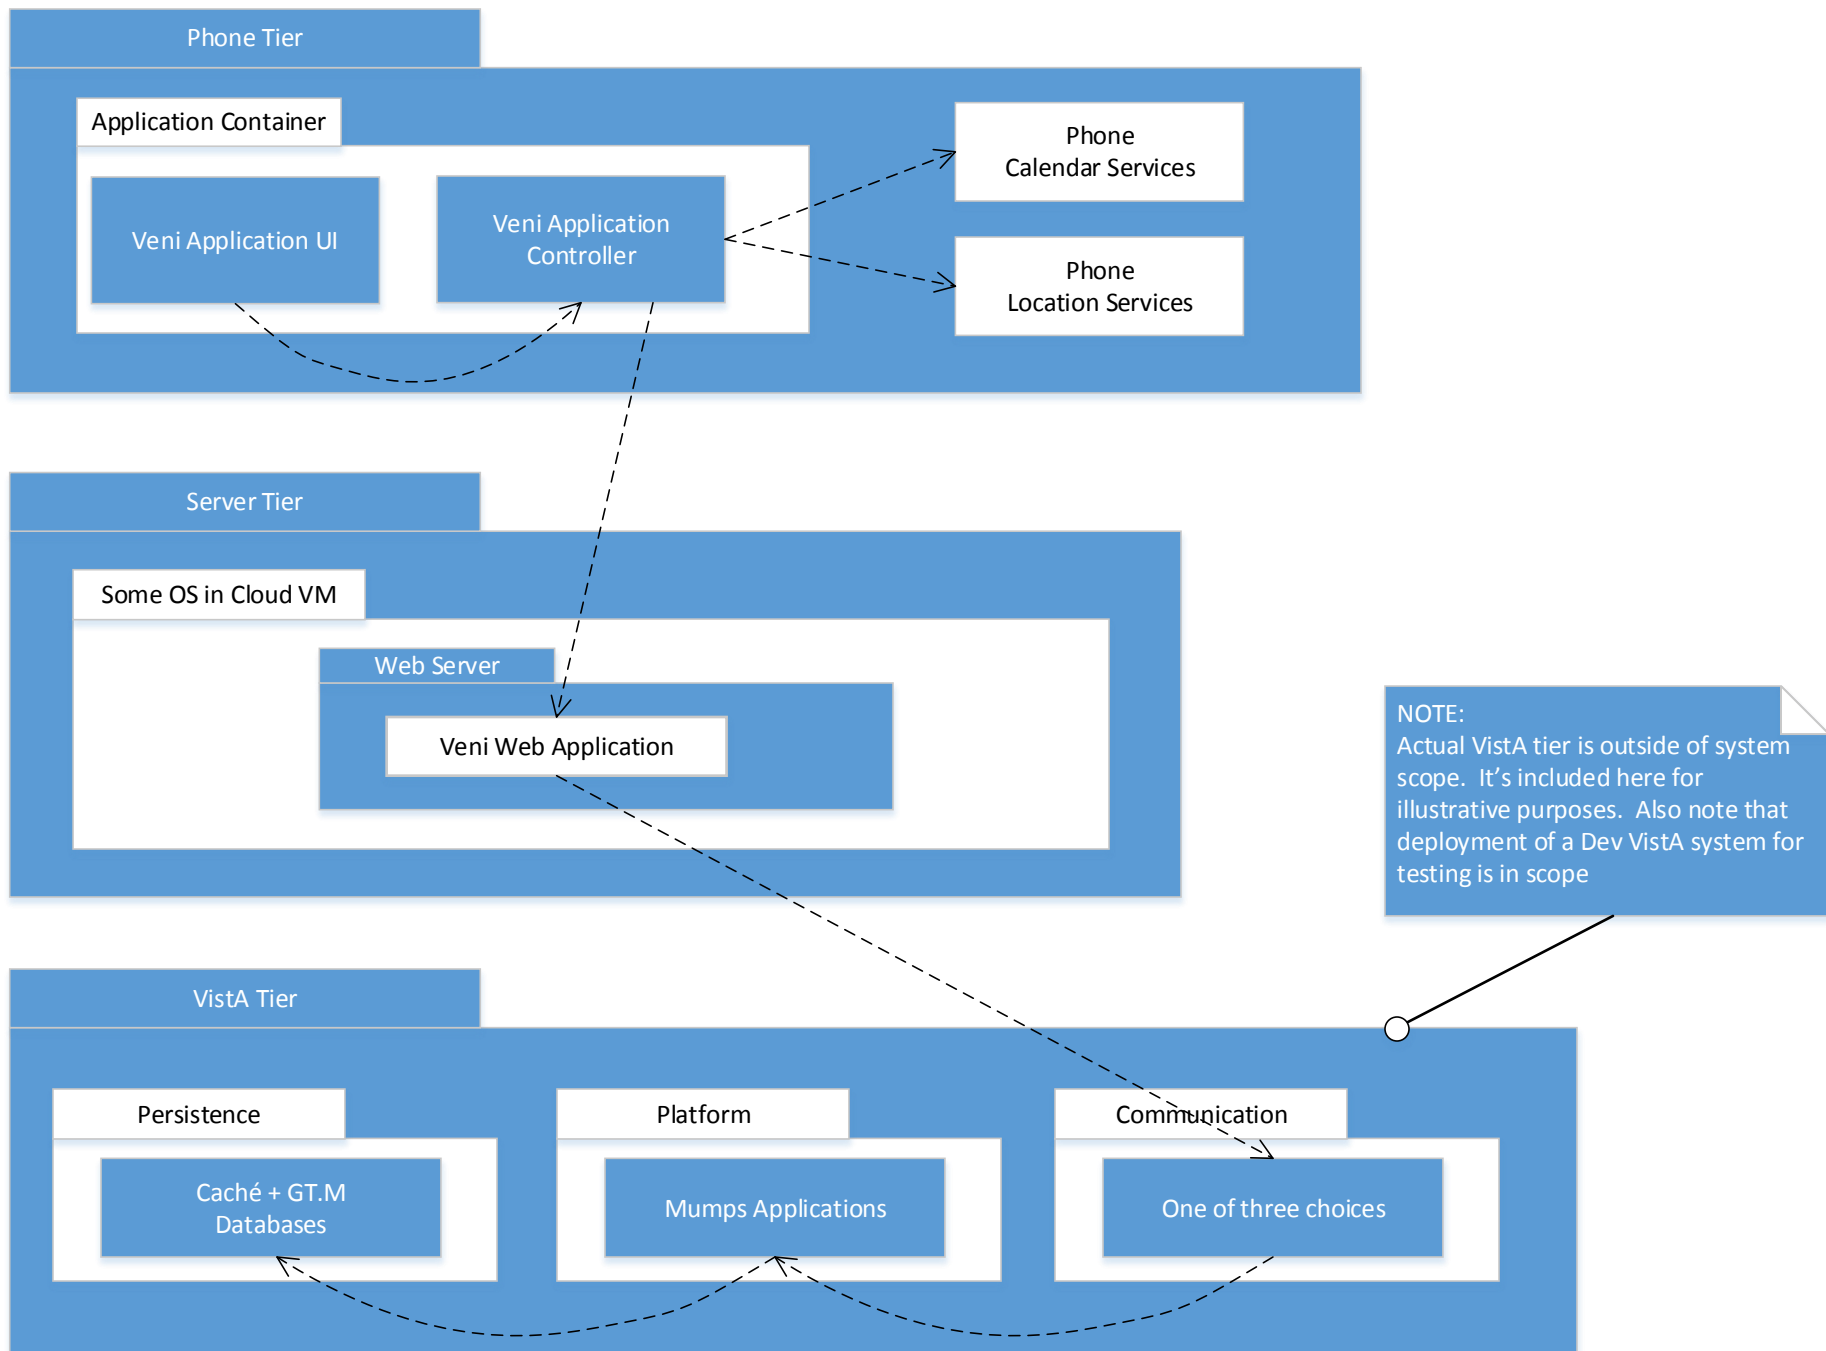 Phone Tier
Application Container
Veni Application UI
Veni Application
Controller
Phone
Calendar Services
Phone
Location Services
Server Tier
Some OS in Cloud VM
Web Server
Veni Web Application
NOTE:
Actual VistA tier is outside of system
scope.  It’s included here for
illustrative purposes.  Also note that
deployment of a Dev VistA system for
testing is in scope
VistA Tier
Persistence
Caché + GT.M
Databases
Platform
Mumps Applications
Communication
One of three choices